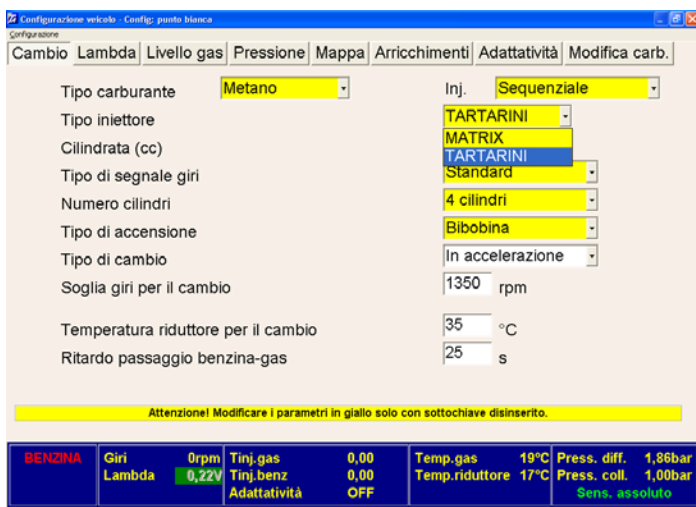 Configurazione veicolo - Config: punto bianca
Configurazione
Cambio Lambda Livello gas Pressione Mappa Arricchimenti Adattatività Modifica carb.
Tipo carburante Metano Inj. Sequenziale
Tipo iniettore TARTARINI
MATRIX
Cilindrata (cc)
TARTARINI
Tipo di segnale giri Standard
Numero cilindri 4 cilindri
Tipo di accensione Bibobina
Tipo di cambio In accelerazione
Soglia giri per il cambio 1350 rpm
Temperatura riduttore per il cambio 35 °C
Ritardo passaggio benzina-gas 25 s
Attenzione! Modificare i parametri in giallo solo con sottochiave disinserito.
BENZINA Giri 0rpm Tinj.gas 0,00 Temp.gas 19ºC Press. diff. 1,86bar
Lambda 0,22V Tinj.benz 0,00 Temp.riduttore 17ºC Press. coll. 1,00bar
Adattatività OFF Sens. assoluto